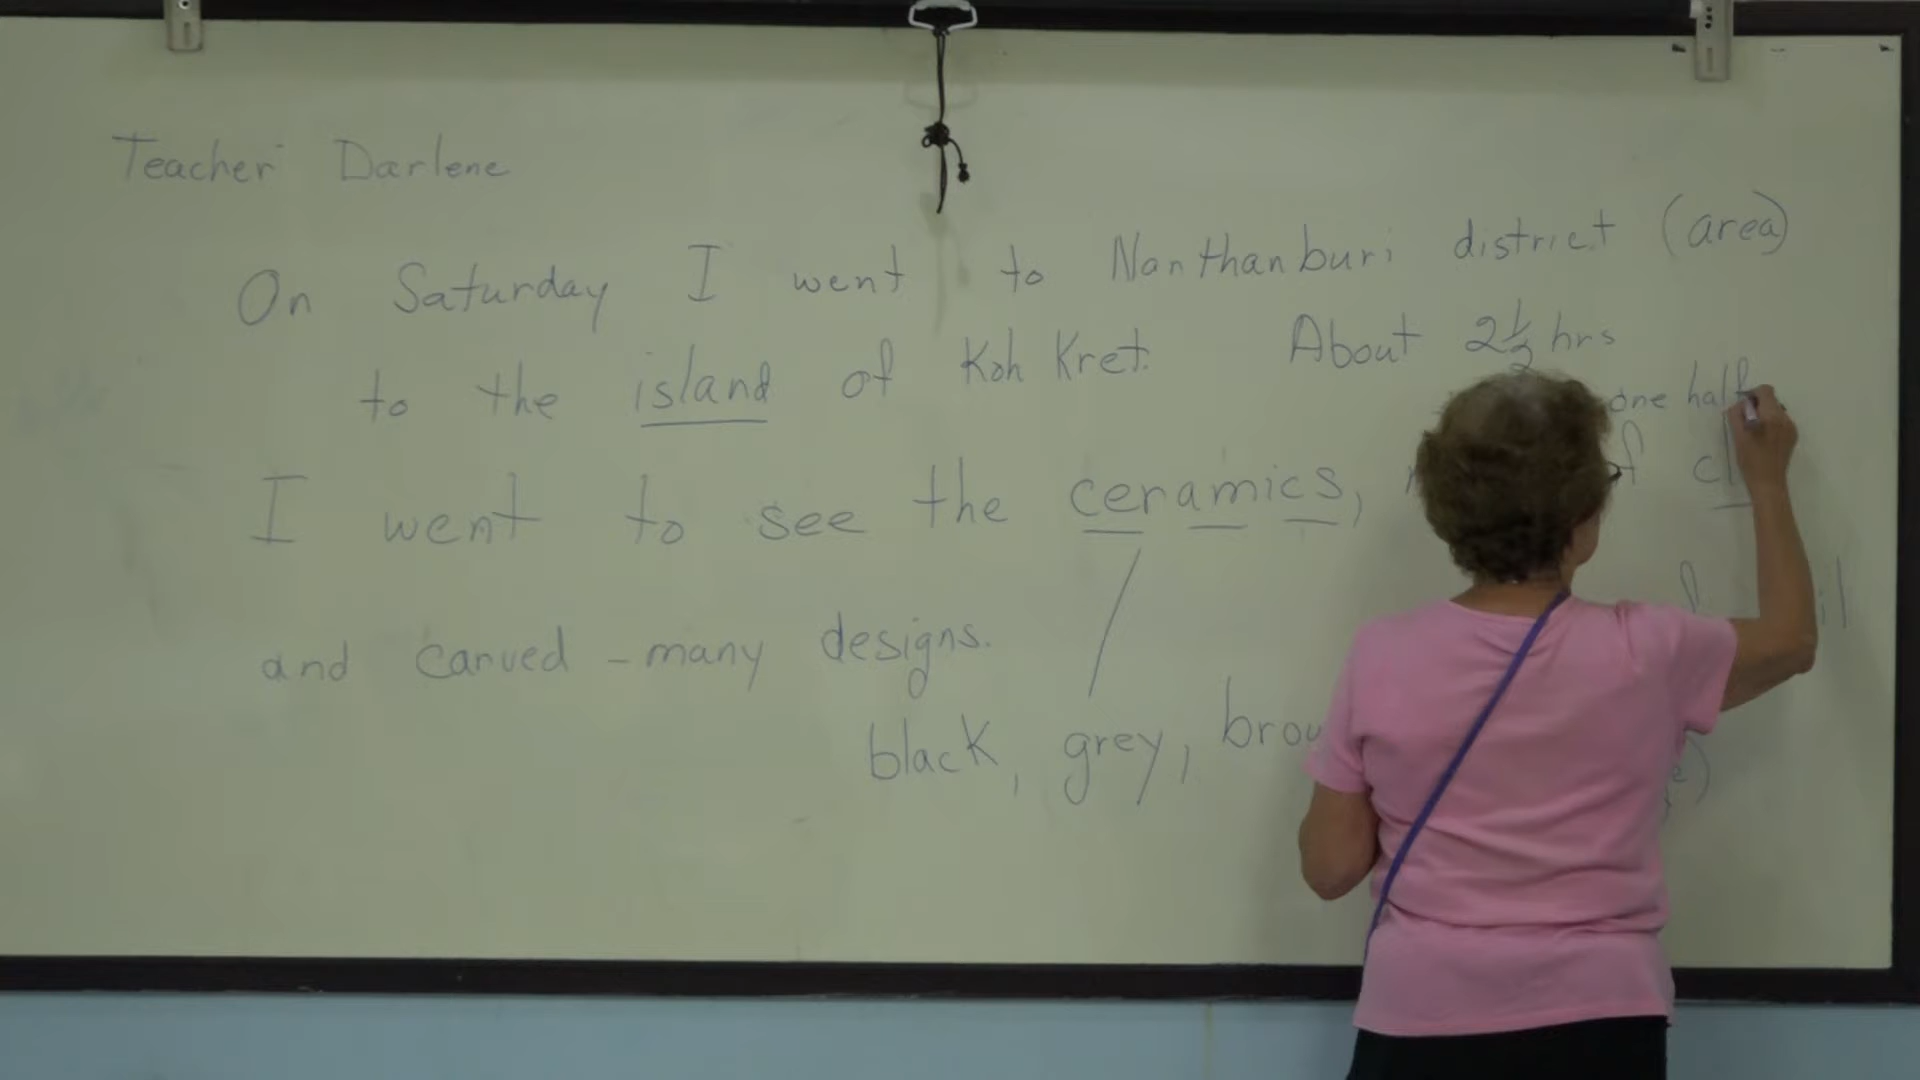 Teacher Darlene
On Saturday I went to Nanthanburi district (area)
to the island of Koh Kret. About 2½ hrs
one half
I went to see the ceramics,
and carved - many designs.
black, grey,